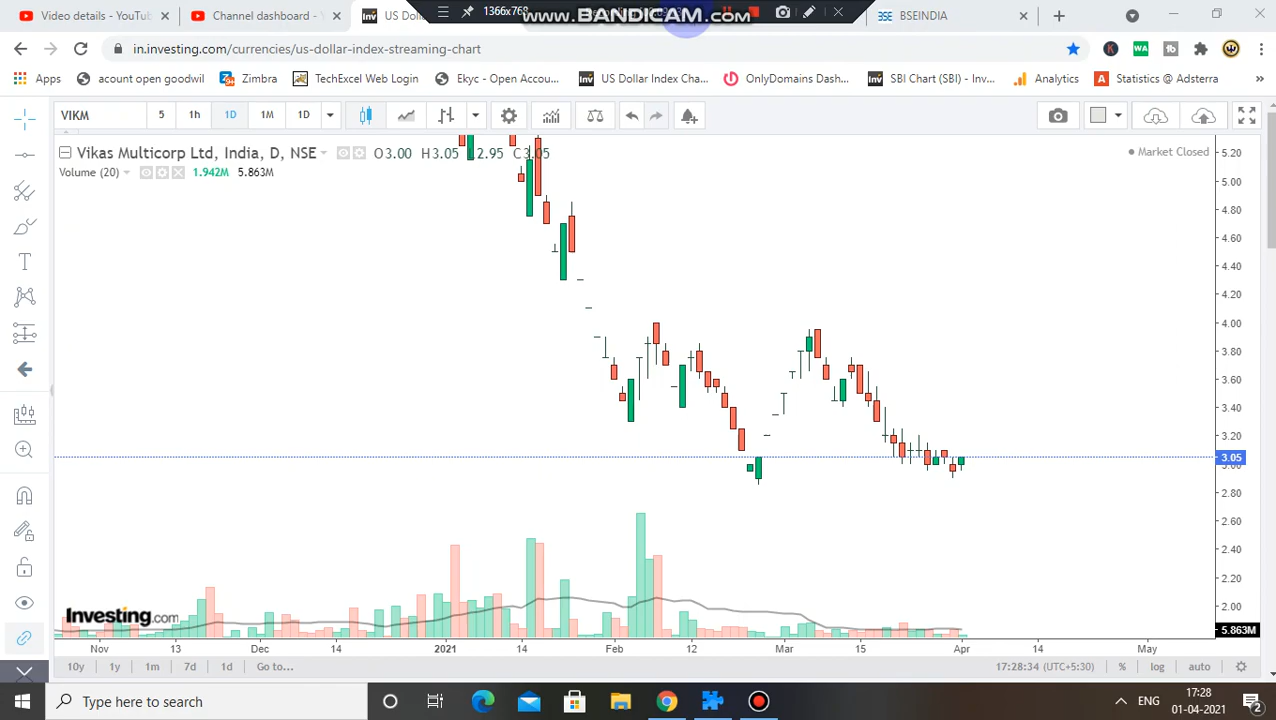 Video - YouTube
Channel dashboard
US Dol
1366x768
www.BANDICAM.com
BSEINDIA
in.investing.com/currencies/us-dollar-index-streaming-chart
Apps
acount open goodwil
Zimbra
TechExcel Web Login
Ekyc - Open Accou...
US Dollar Index Cha...
OnlyDomains Dash...
SBI Chart (SBI) - Inv...
Analytics
Statistics @ Adsterra
VIKM
5
1h
1D
1M
1D
Vikas Multicorp Ltd, India, D, NSE
O3.00 H3.05 L2.95 C3.05
Market Closed
Volume (20) 1.942M 5.863M
5.20
5.00
4.80
4.60
4.40
4.20
4.00
3.80
3.60
3.40
3.20
3.05
3.00
2.80
2.60
2.40
2.20
2.00
5.863M
Investing.com
Nov 13 Dec 14 2021 14 Feb 12 Mar 15 Apr 14 May
10y 1y 1m 7d 1d Go to...
17:28:34 (UTC+5:30) % log auto
Type here to search
ENG
17:28
01-04-2021
2